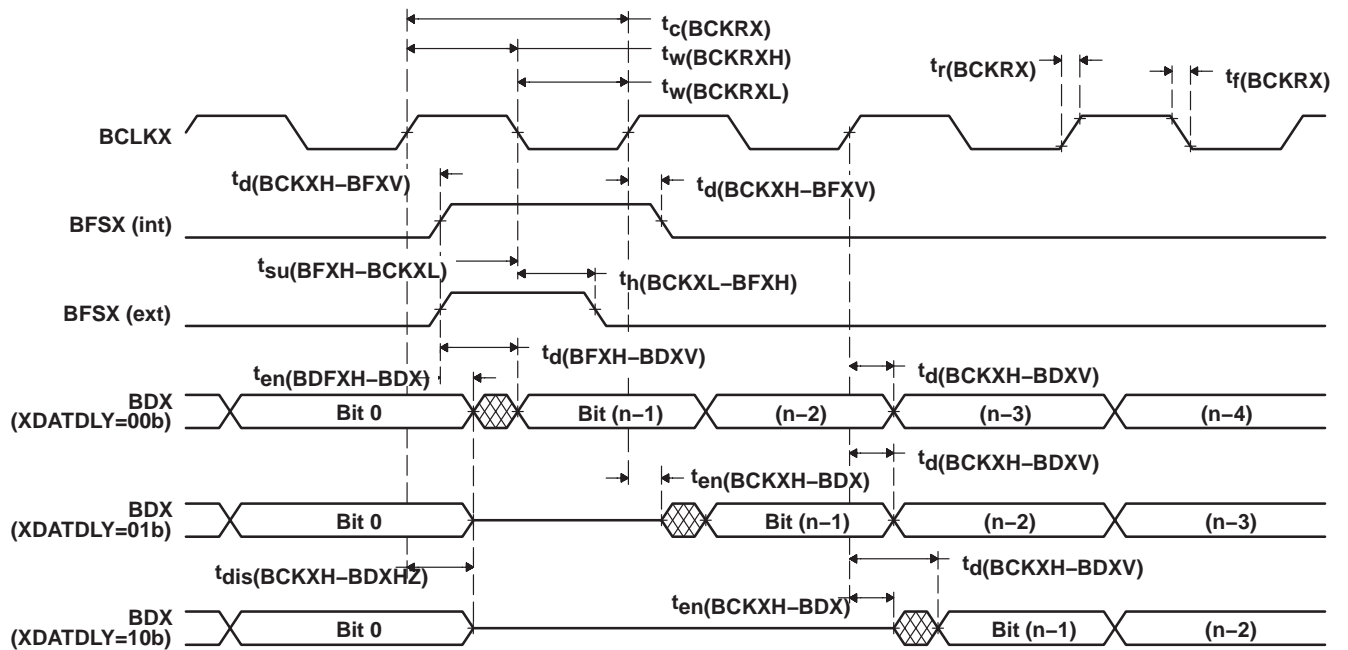 tc(BCKRX)
tw(BCKRXH)
tw(BCKRXL)
tr(BCKRX)
tf(BCKRX)
BCLKX
td(BCKXH–BFXV)
td(BCKXH–BFXV)
BFSX (int)
tsu(BFXH–BCKXL)
th(BCKXL–BFXH)
BFSX (ext)
td(BFXH–BDXV)
ten(BDFXH–BDX)
td(BCKXH–BDXV)
BDX
(XDATDLY=00b)
Bit 0
Bit (n–1)
(n–2)
(n–3)
(n–4)
td(BCKXH–BDXV)
ten(BCKXH–BDX)
BDX
(XDATDLY=01b)
Bit 0
Bit (n–1)
(n–2)
(n–3)
tdis(BCKXH–BDXHZ)
td(BCKXH–BDXV)
ten(BCKXH–BDX)
BDX
(XDATDLY=10b)
Bit 0
Bit (n–1)
(n–2)